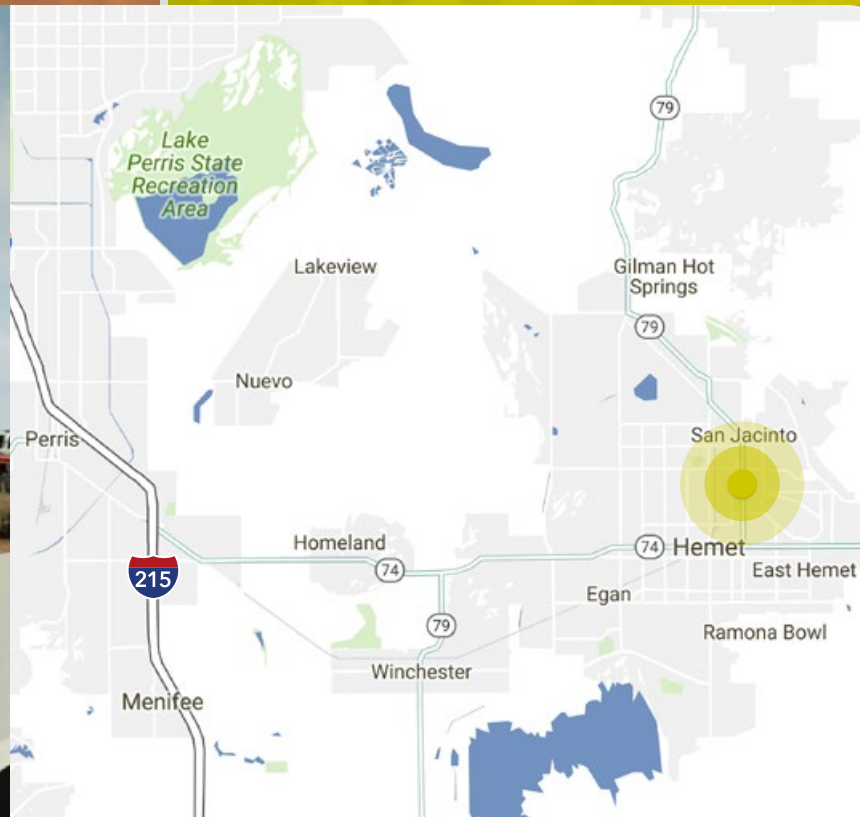 79
Lake
Perris State
Recreation
Area
Lakeview
Gilman Hot
Springs
79
Nuevo
Perris
San Jacinto
Homeland
74
74
Hemet
215
East Hemet
Egan
79
Ramona Bowl
Winchester
Menifee